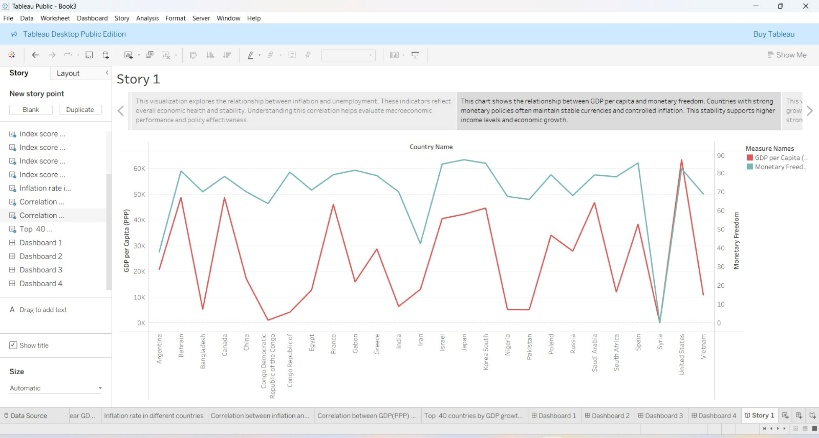 Tableau Public - Book3
File Data Worksheet Dashboard Story Analysis Format Server Window Help
Tableau Desktop Public Edition
Buy Tableau
Show Me
Story
Layout
New story point
Blank
Duplicate
Index score ...
Index score ...
Index score ...
Index score ...
Inflation rate i...
Correlation ...
Correlation ...
Top 40 ...
Dashboard 1
Dashboard 2
Dashboard 3
Dashboard 4
A Drag to add text
Show title
Size
Automatic
Story 1
This visualization explores the relationship between inflation and unemployment. These indicators reflect
overall economic health and stability. Understanding this correlation helps evaluate macroeconomic
performance and policy effectiveness.
This chart shows the relationship between GDP per capita and monetary freedom. Countries with strong
monetary policies often maintain stable currencies and controlled inflation. This stability supports higher
income levels and economic growth.
grow
stron
Country Name
GDP per Capita (PPP)
60K
50K
40K
30K
20K
10K
0K
90
80
70
60
50
40
30
20
10
0
Monetary Freedom
Argentina
Bahrain
Bangladesh
Canada
China
Congo Democratic
Republic of the Congo
Congo Republic of
Egypt
France
Gabon
Greece
India
Iran
Israel
Japan
Korea South
Nigeria
Pakistan
Poland
Russia
Saudi Arabia
South Africa
Spain
Syria
United States
Vietnam
Measure Names
GDP per Capita (..
Monetary Freed..
Data Source
ear GD...
Inflation rate in different countries
Correlation between inflation an...
Correlation between GDP(PPP) ...
Top 40 countries by GDP growt...
Dashboard 1
Dashboard 2
Dashboard 3
Dashboard 4
Story 1